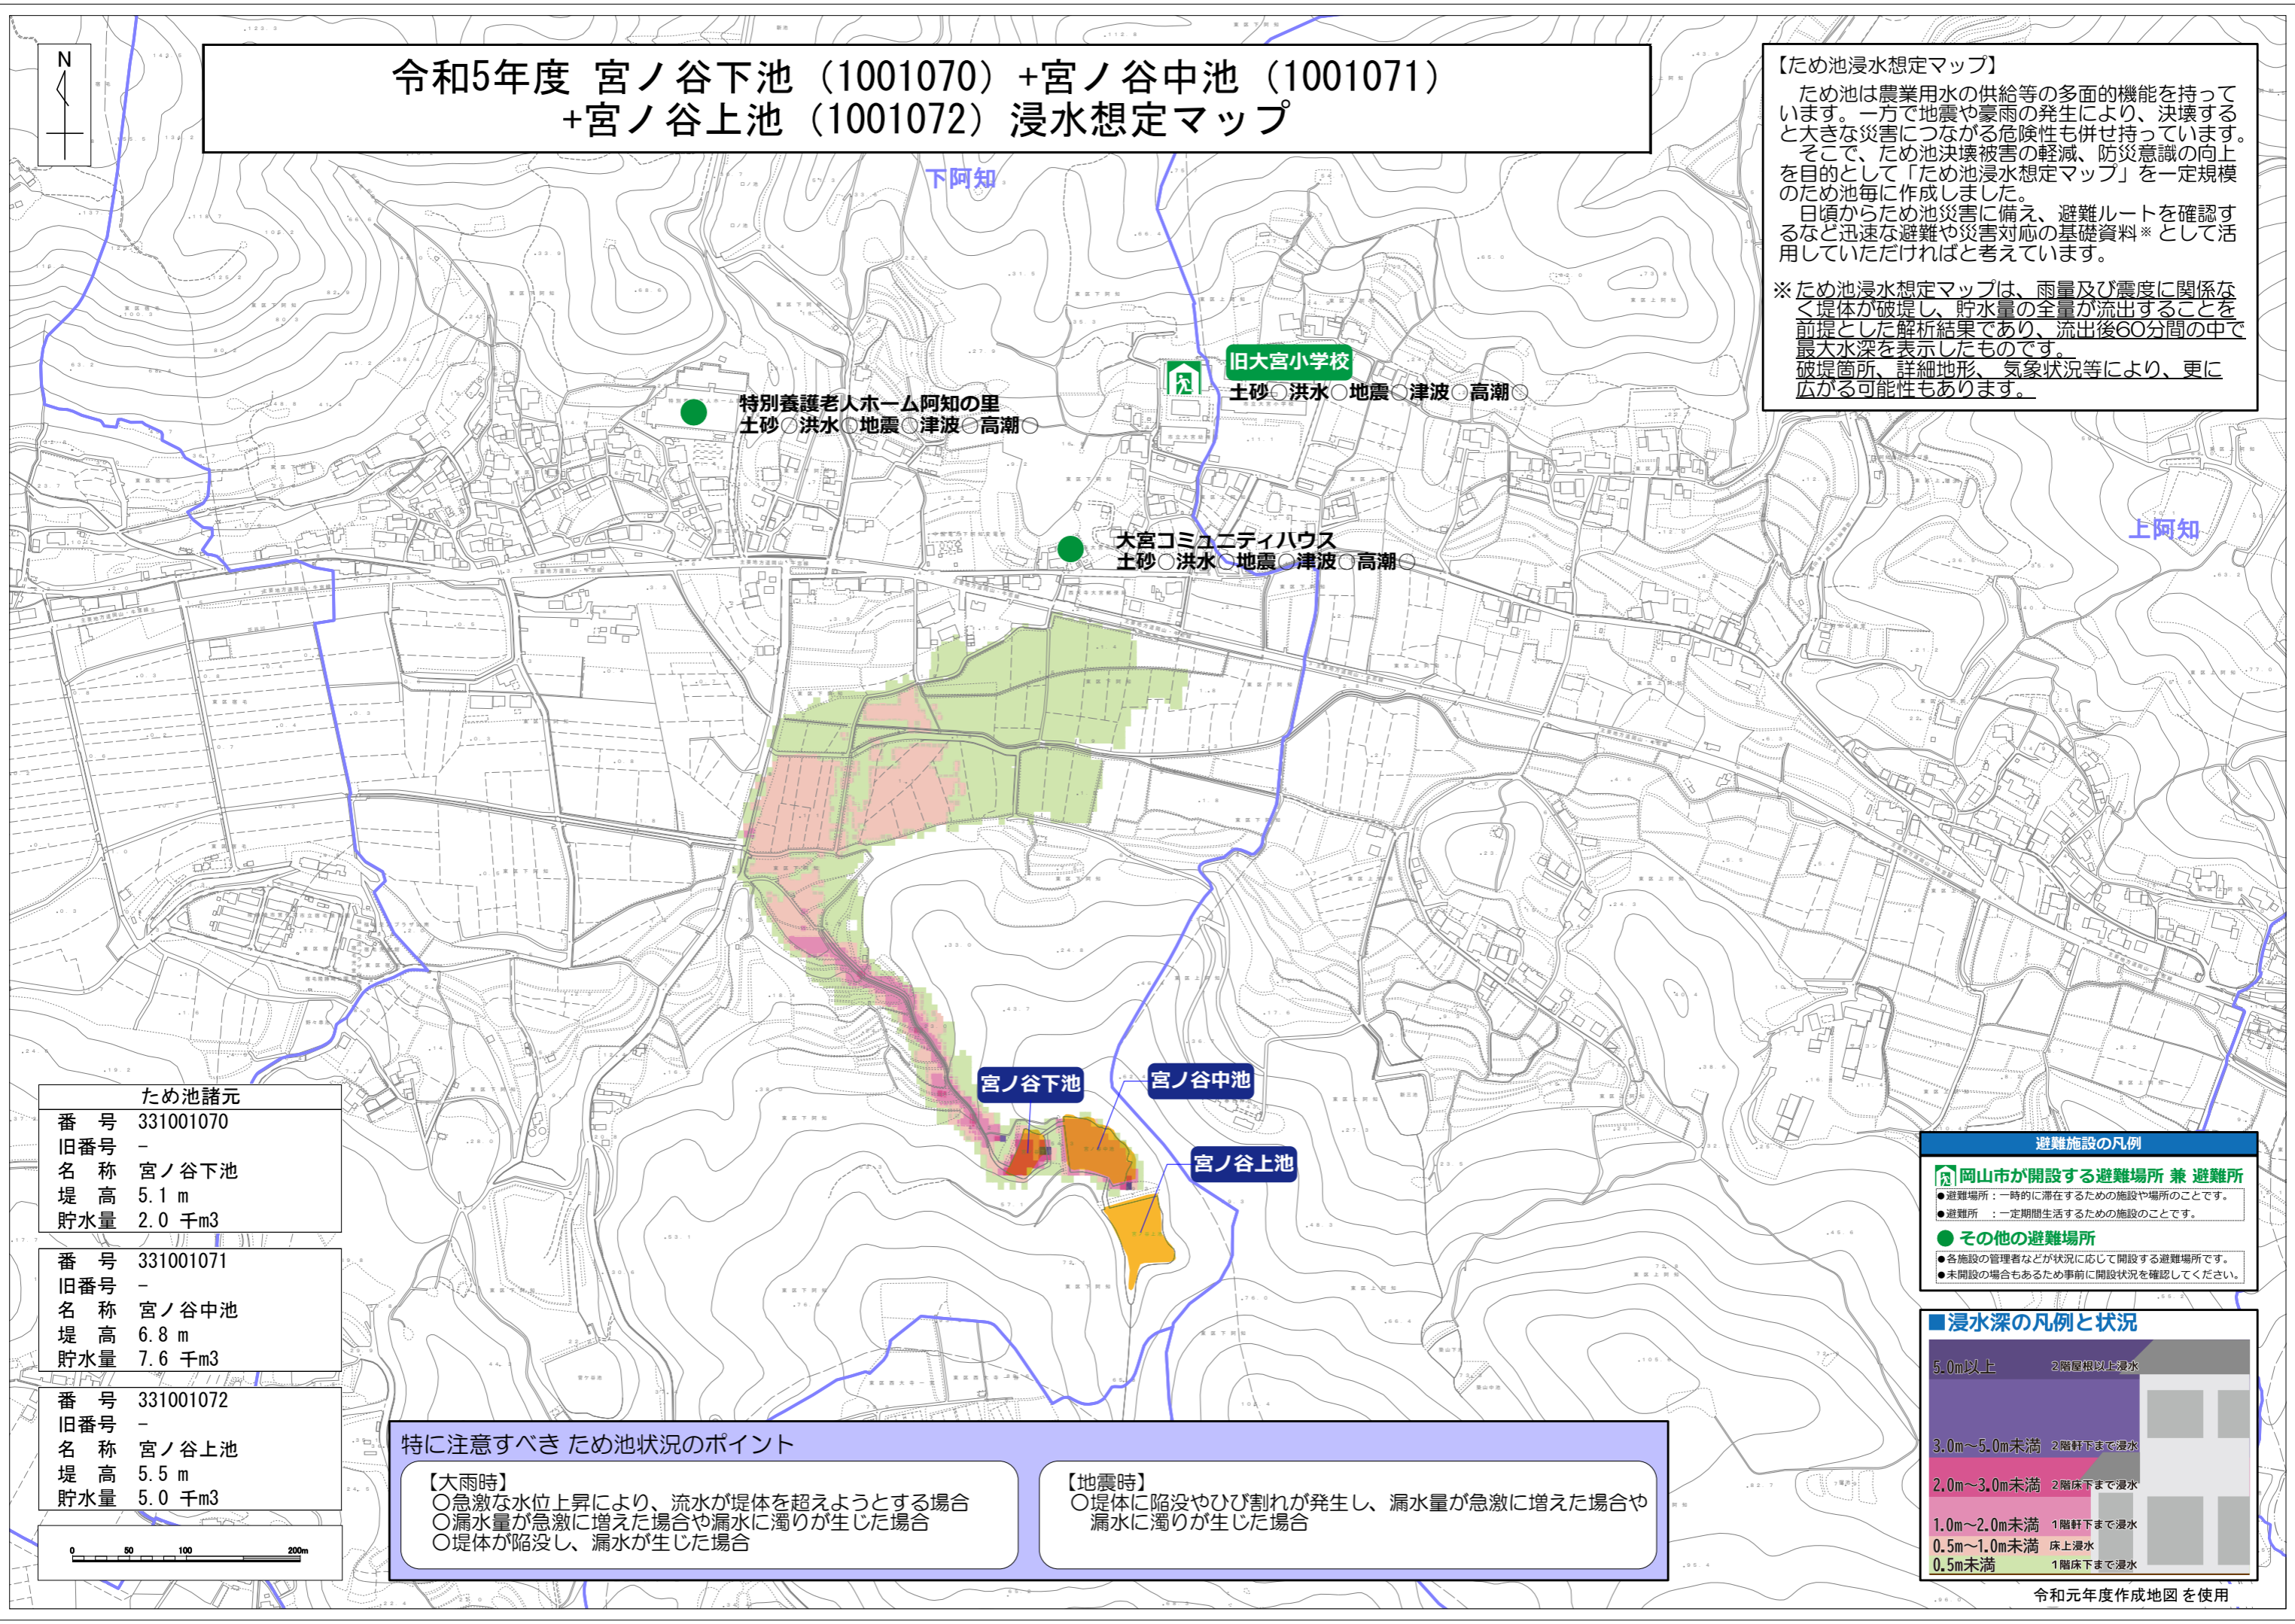 N
令和5年度 宮ノ谷下池（1001070）+宮ノ谷中池（1001071）
+宮ノ谷上池（1001072）浸水想定マップ
【ため池浸水想定マップ】
ため池は農業用水の供給等の多面的機能を持って
います。一方で地震や豪雨の発生により、決壊する
と大きな災害につながる危険性も併せ持っています。
そこで、ため池決壊被害の軽減、防災意識の向上
を目的として「ため池浸水想定マップ」を一定規模
のため池毎に作成しました。
日頃からため池災害に備え、避難ルートを確認す
るなど迅速な避難や災害対応の基礎資料※として活
用していただければと考えています。
※ため池浸水想定マップは、雨量及び震度に関係な
く堤体が破堤し、貯水量の全量が流出することを
前提とした解析結果であり、流出後60分間の中で
最大水深を表示したものです。
破堤箇所、詳細地形、気象状況等により、更に
広がる可能性もあります。
下阿知
旧大宮小学校
土砂○洪水○地震○津波○高潮○
特別養護老人ホーム阿知の里
土砂○洪水○地震○津波○高潮○
上阿知
大宮コミュニティハウス
土砂○洪水○地震○津波○高潮○
宮ノ谷下池
宮ノ谷中池
宮ノ谷上池
ため池諸元
番 号 331001070
旧番号 -
名 称 宮ノ谷下池
堤 高 5.1 m
貯水量 2.0 千m3
番 号 331001071
旧番号 -
名 称 宮ノ谷中池
堤 高 6.8 m
貯水量 7.6 千m3
番 号 331001072
旧番号 -
名 称 宮ノ谷上池
堤 高 5.5 m
貯水量 5.0 千m3
0 50 100 200m
特に注意すべき ため池状況のポイント
【大雨時】
○急激な水位上昇により、流水が堤体を超えようとする場合
○漏水量が急激に増えた場合や漏水に濁りが生じた場合
○堤体が陥没し、漏水が生じた場合
【地震時】
○堤体に陥没やひび割れが発生し、漏水量が急激に増えた場合や
漏水に濁りが生じた場合
避難施設の凡例
岡山市が開設する避難場所 兼 避難所
●避難場所：一時的に滞在するための施設や場所のことです。
●避難所 ：一定期間生活するための施設のことです。
● その他の避難場所
●各施設の管理者などが状況に応じて開設する避難場所です。
●未開設の場合もあるため事前に開設状況を確認してください。
■浸水深の凡例と状況
5.0m以上 2階屋根以上浸水
3.0m～5.0m未満 2階軒下まで浸水
2.0m～3.0m未満 2階床下まで浸水
1.0m～2.0m未満 1階軒下まで浸水
0.5m～1.0m未満 床上浸水
0.5m未満 1階床下まで浸水
令和元年度作成地図を使用